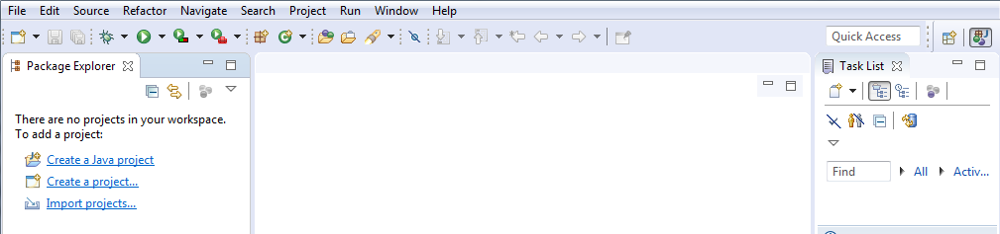 File Edit Source Refactor Navigate Search Project Run Window Help
Quick Access
Package Explorer
There are no projects in your workspace.
To add a project:
Create a Java project
Create a project...
Import projects...
Task List
Find All Activ...